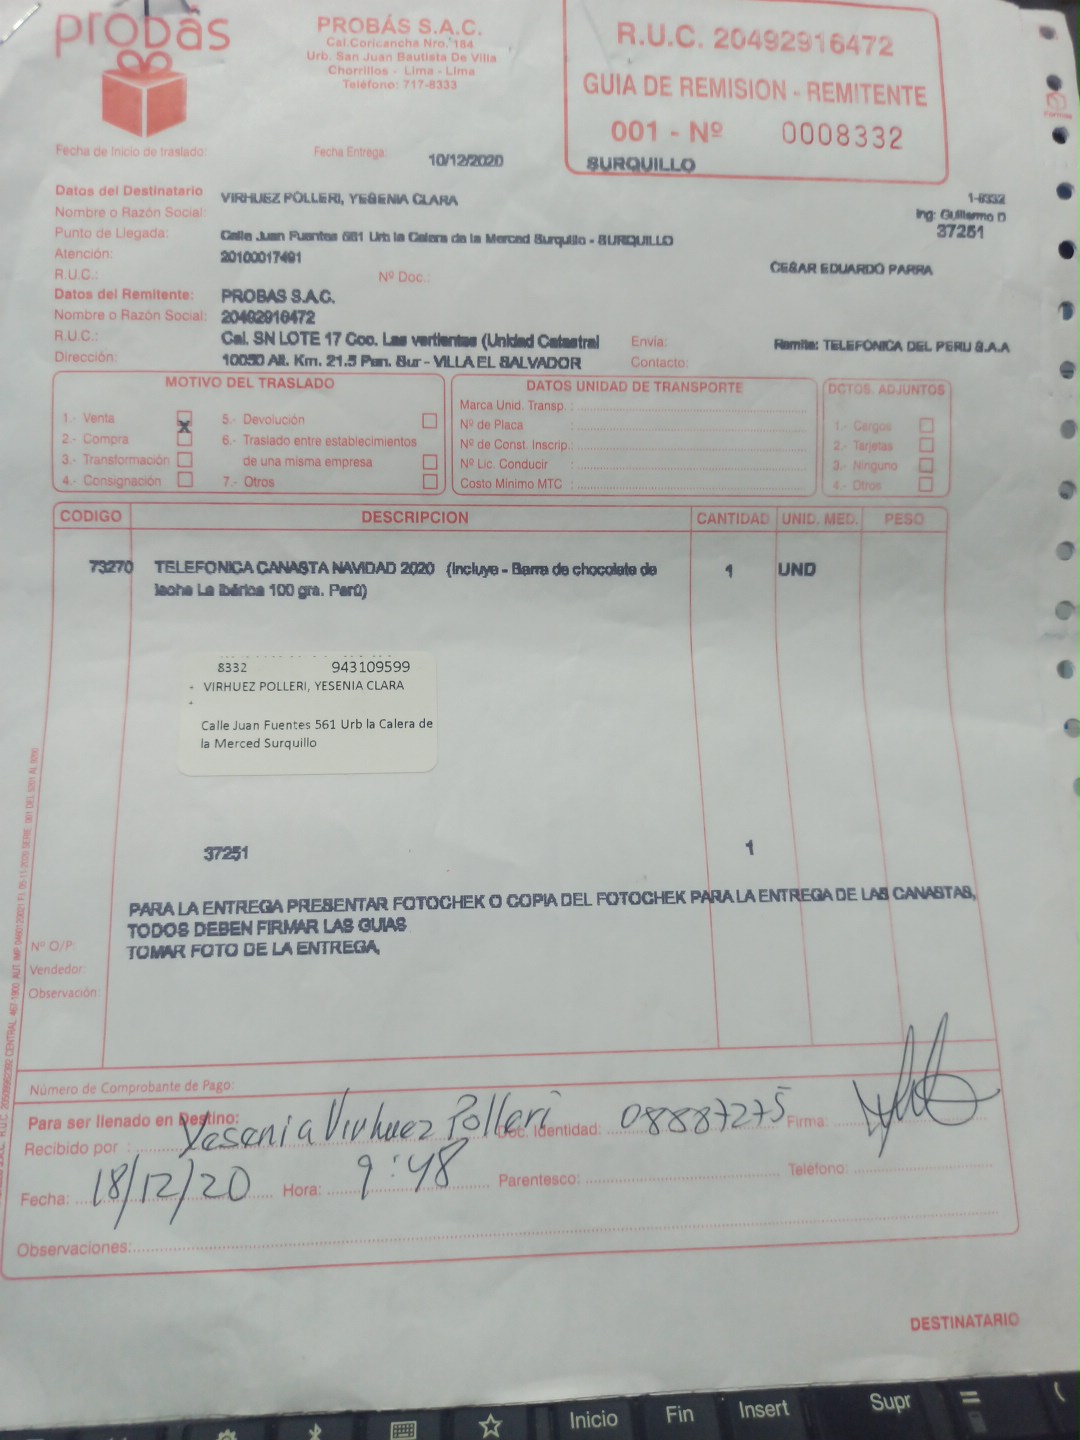 probas
PROBÁS S.A.C.
Cal.Coricancha Nro. 184
Urb. San Juan Bautista De Villa
Chorrillos - Lima - Lima
Teléfono: 717-8333
R.U.C. 20492916472
GUIA DE REMISION - REMITENTE
001 - Nº 0008332
SURQUILLO
Fecha de Inicio de traslado:
Fecha Entrega: 10/12/2020
Datos del Destinatario
Nombre o Razón Social: VIRHUEZ POLLERI, YESENIA CLARA
1-8332
Ing: Guillermo D
37251
Punto de Llegada: Calle Juan Fuentes 561 Urb la Calera de la Merced Surquillo - SURQUILLO
Atención: 20100017491
R.U.C.: Nº Doc.:
CESAR EDUARDO PARRA
Datos del Remitente: PROBAS S.A.C.
Nombre o Razón Social: 20492916472
R.U.C.: Cal. SN LOTE 17 Coo. Las vertientes (Unidad Catastral
Envía: Remite: TELEFONICA DEL PERU S.A.A
Dirección: 10050 Alt. Km. 21.5 Pan. Sur - VILLA EL SALVADOR
Contacto:
MOTIVO DEL TRASLADO
1.- Venta X
2.- Compra
3.- Transformación
4.- Consignación
5.- Devolución
6.- Traslado entre establecimientos
de una misma empresa
7.- Otros
DATOS UNIDAD DE TRANSPORTE
Marca Unid. Transp. :
Nº de Placa :
Nº de Const. Inscrip.:
Nº Lic. Conducir :
Costo Mínimo MTC :
DCTOS. ADJUNTOS
1.- Cargos
2.- Tarjetas
3.- Ninguno
4.- Otros
CODIGO DESCRIPCION CANTIDAD UNID. MED. PESO
73270 TELEFONICA CANASTA NAVIDAD 2020 (Incluye - Barra de chocolate de 1 UND
leche La Ibérica 100 grs. Perú)
8332 943109599
- VIRHUEZ POLLERI, YESENIA CLARA
Calle Juan Fuentes 561 Urb la Calera de
la Merced Surquillo
37251 1
PARA LA ENTREGA PRESENTAR FOTOCHEK O COPIA DEL FOTOCHEK PARA LA ENTREGA DE LAS CANASTAS,
TODOS DEBEN FIRMAR LAS GUIAS
TOMAR FOTO DE LA ENTREGA,
Nº O/P:
Vendedor:
Observación:
Número de Comprobante de Pago:
Para ser llenado en Destino:
Recibido por : Yesenia Virhuez Polleri Doc. Identidad: 08887275 Firma:
Fecha: 18/12/20 Hora: 9:48 Parentesco: Teléfono:
Observaciones:
DESTINATARIO
Inicio
Fin
Insert
Supr
=